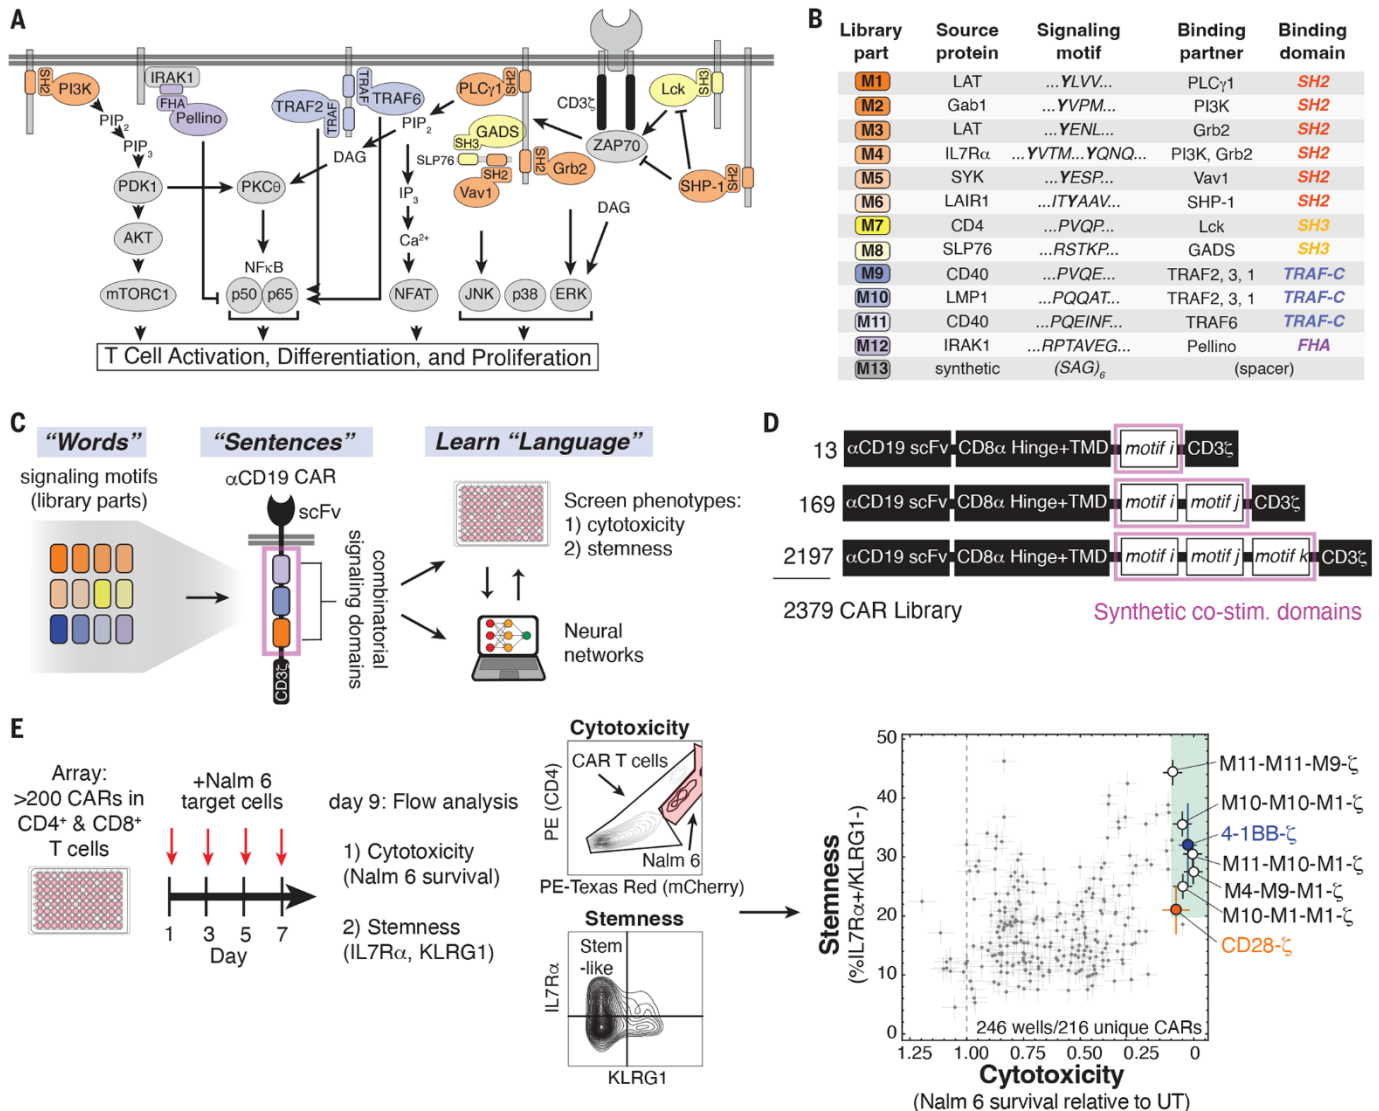 A
SH2
PI3K
PIP2
PIP3
PDK1
AKT
mTORC1
IRAK1
FHA
Pellino
PKCθ
NFκB
p50
p65
TRAF2
TRAF
TRAF
TRAF6
DAG
PLCγ1
SH2
PIP2
IP3
Ca2+
NFAT
GADS
SH3
SLP76
SH2
Vav1
SH2
Grb2
JNK
p38
ERK
DAG
CD3ζ
ZAP70
Lck
SH3
SHP-1
SH2
T Cell Activation, Differentiation, and Proliferation
B
Library part Source protein Signaling motif Binding partner Binding domain
M1 LAT ...YLVV... PLCγ1 SH2
M2 Gab1 ...YVPM... PI3K SH2
M3 LAT ...YENL... Grb2 SH2
M4 IL7Rα ...YVTM...YQNQ... PI3K, Grb2 SH2
M5 SYK ...YESP... Vav1 SH2
M6 LAIR1 ...ITYAAV... SHP-1 SH2
M7 CD4 ...PVQP... Lck SH3
M8 SLP76 ...RSTKP... GADS SH3
M9 CD40 ...PVQE... TRAF2, 3, 1 TRAF-C
M10 LMP1 ...PQQAT... TRAF2, 3, 1 TRAF-C
M11 CD40 ...PQEINF... TRAF6 TRAF-C
M12 IRAK1 ...RPTAVEG... Pellino FHA
M13 synthetic (SAG)6 (spacer)
C
"Words"
signaling motifs
(library parts)
"Sentences"
αCD19 CAR
scFv
CD3ζ
combinatorial
signaling domains
Learn "Language"
Screen phenotypes:
1) cytotoxicity
2) stemness
Neural
networks
D
13 αCD19 scFv CD8α Hinge+TMD motif i CD3ζ
169 αCD19 scFv CD8α Hinge+TMD motif i motif j CD3ζ
2197 αCD19 scFv CD8α Hinge+TMD motif i motif j motif k CD3ζ
2379 CAR Library
Synthetic co-stim. domains
E
Array:
>200 CARs in
CD4+ & CD8+
T cells
+Nalm 6
target cells
1 3 5 7
Day
day 9: Flow analysis
1) Cytotoxicity
(Nalm 6 survival)
2) Stemness
(IL7Rα, KLRG1)
Cytotoxicity
CAR T cells
PE (CD4)
Nalm 6
PE-Texas Red (mCherry)
Stemness
Stem
-like
IL7Rα
KLRG1
Stemness
(%IL7Rα+/KLRG1-)
50
40
30
20
10
0
M11-M11-M9-ζ
M10-M10-M1-ζ
4-1BB-ζ
M11-M10-M1-ζ
M4-M9-M1-ζ
M10-M1-M1-ζ
CD28-ζ
246 wells/216 unique CARs
1.25 1.00 0.75 0.50 0.25 0
Cytotoxicity
(Nalm 6 survival relative to UT)